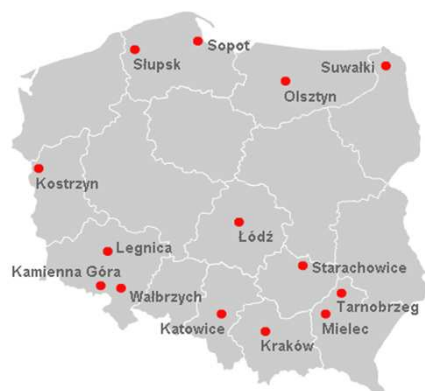 Sopot
Słupsk
Suwałki
Olsztyn
Kostrzyn
Łódź
Legnica
Starachowice
Kamienna Góra
Wałbrzych
Tarnobrzeg
Katowice
Mielec
Kraków